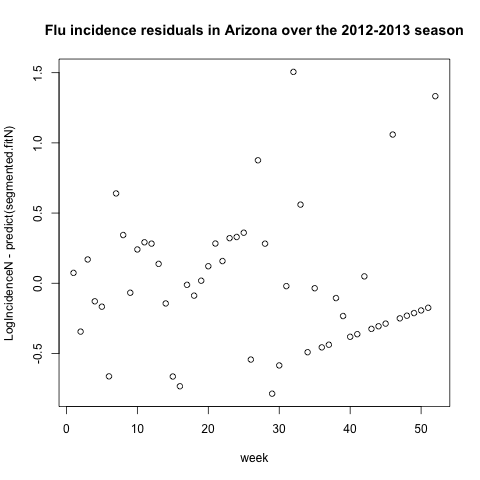 Flu incidence residuals in Arizona over the 2012-2013 season
LogIncidenceN - predict(segmented.fitN)
1.5
1.0
0.5
0.0
-0.5
0 10 20 30 40 50
week